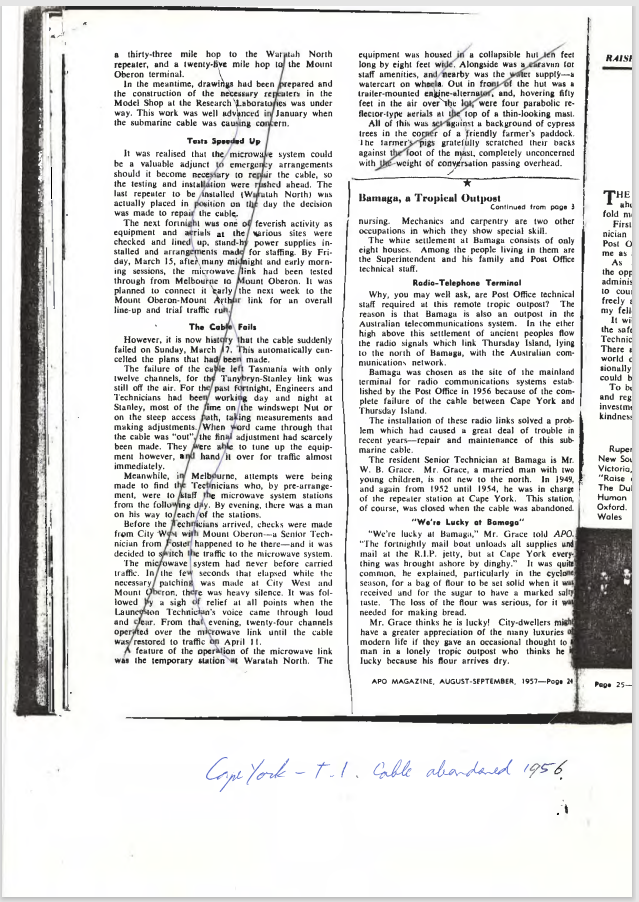 a thirty-three mile hop to the Waratah North
repeater, and a twenty-five mile hop to the Mount
Oberon terminal.
In the meantime, drawings had been prepared and
the construction of the necessary repeaters in the
Model Shop at the Research Laboratories was under
way. This work was well advanced in January when
the submarine cable was causing concern.
Tests Speeded Up
It was realised that the microwave system could
be a valuable adjunct to emergency arrangements
should it become necessary to repair the cable, so
the testing and installation were rushed ahead. The
last repeater to be installed (Waratah North) was
actually placed in position on the day the decision
was made to repair the cable.
The next fortnight was one of feverish activity as
equipment and aerials at the various sites were
checked and lined up, stand-by power supplies in-
stalled and arrangements made for staffing. By Fri-
day, March 15, after many midnight and early morn-
ing sessions, the microwave link had been tested
through from Melbourne to Mount Oberon. It was
planned to connect it early the next week to the
Mount Oberon-Mount Arthur link for an overall
line-up and trial traffic run.
The Cable Fails
However, it is now history that the cable suddenly
failed on Sunday, March 17. This automatically can-
celled the plans that had been made.
The failure of the cable left Tasmania with only
twelve channels, for the Tanybryn-Stanley link was
still off the air. For the past fortnight, Engineers and
Technicians had been working day and night at
Stanley, most of the time on the windswept Nut or
on the steep access path, taking measurements and
making adjustments. When word came through that
the cable was "out", the final adjustment had scarcely
been made. They were able to tune up the equip-
ment however, and hand it over for traffic almost
immediately.
Meanwhile, in Melbourne, attempts were being
made to find the Technicians who, by pre-arrange-
ment, were to staff the microwave system stations
from the following day. By evening, there was a man
on his way to each of the stations.
Before the Technicians arrived, checks were made
from City West with Mount Oberon—a Senior Tech-
nician from Foster happened to be there—and it was
decided to switch the traffic to the microwave system.
The microwave system had never before carried
traffic. In the few seconds that elapsed while the
necessary patching was made at City West and
Mount Oberon, there was heavy silence. It was fol-
lowed by a sigh of relief at all points when the
Launceston Technician's voice came through loud
and clear. From that evening, twenty-four channels
operated over the microwave link until the cable
was restored to traffic on April 11.
A feature of the operation of the microwave link
was the temporary station at Waratah North. The
equipment was housed in a collapsible hut ten feet
long by eight feet wide. Alongside was a caravan for
staff amenities, and nearby was the water supply—a
watercart on wheels. Out in front of the hut was a
trailer-mounted engine-alternator, and, hovering fifty
feet in the air over the lot, were four parabolic re-
flector-type aerials at the top of a thin-looking mast.
All of this was set against a background of cypress
trees in the corner of a friendly farmer's paddock.
The farmer's pigs gratefully scratched their backs
against the foot of the mast, completely unconcerned
with the weight of conversation passing overhead.
★
Bamaga, a Tropical Outpost
Continued from page 3
nursing. Mechanics and carpentry are two other
occupations in which they show special skill.
The white settlement at Bamaga consists of only
eight houses. Among the people living in them are
the Superintendent and his family and Post Office
technical staff.
Radio-Telephone Terminal
Why, you may well ask, are Post Office technical
staff required at this remote tropic outpost? The
reason is that Bamaga is also an outpost in the
Australian telecommunications system. In the ether
high above this settlement of ancient peoples flow
the radio signals which link Thursday Island, lying
to the north of Bamaga, with the Australian com-
munications network.
Bamaga was chosen as the site of the mainland
terminal for radio communications systems estab-
lished by the Post Office in 1956 because of the com-
plete failure of the cable between Cape York and
Thursday Island.
The installation of these radio links solved a prob-
lem which had caused a great deal of trouble in
recent years—repair and maintenance of this sub-
marine cable.
The resident Senior Technician at Bamaga is Mr.
W. B. Grace. Mr. Grace, a married man with two
young children, is not new to the north. In 1949,
and again from 1952 until 1954, he was in charge
of the repeater station at Cape York. This station,
of course, was closed when the cable was abandoned.
"We're Lucky at Bamaga"
"We're lucky at Bamaga," Mr. Grace told APO.
"The fortnightly mail boat unloads all supplies and
mail at the R.I.P. jetty, but at Cape York every-
thing was brought ashore by dinghy." It was quite
common, he explained, particularly in the cyclone
season, for a bag of flour to be set solid when it was
received and for the sugar to have a marked salty
taste. The loss of the flour was serious, for it was
needed for making bread.
Mr. Grace thinks he is lucky! City-dwellers might
have a greater appreciation of the many luxuries of
modern life if they gave an occasional thought to a
man in a lonely tropic outpost who thinks he is
lucky because his flour arrives dry.
APO MAGAZINE, AUGUST-SEPTEMBER, 1957—Page 24
RAISE
THE
fold m
First
nician
Post O
me as
As
the opp
adminis
to cour
freely
my fell
It wi
the safe
Technic
There
world c
sionally
could b
To be
and reg
investm
kindness
Ruper
New Sou
Victoria,
"Raise
The Du
Human
Oxford.
Wales
Page 25—
Cape York – T.I. Cable abandoned 1956.